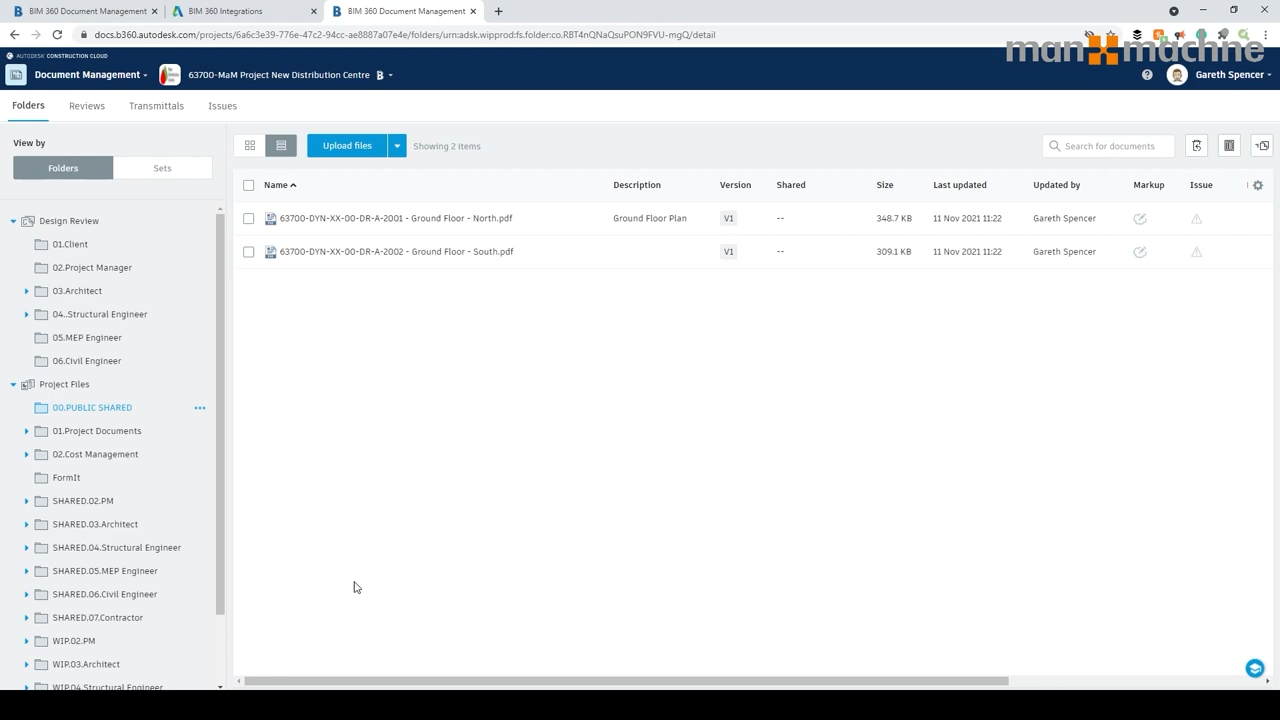 BIM 360 Document Management
BIM 360 Integrations
BIM 360 Document Management
docs.b360.autodesk.com/projects/6a6c3e39-776e-47c2-94cc-ae8887a07e4e/folders/urn:adsk.wipprod:fs.folder:co.RBT4nQNaQsuPON9FVU-mgQ/detail
man machine
AUTODESK CONSTRUCTION CLOUD
Document Management
63700-MaM Project New Distribution Centre
B
Gareth Spencer
Folders
Reviews
Transmittals
Issues
View by
Folders
Sets
Upload files
Showing 2 items
Search for documents
Name
Description
Version
Shared
Size
Last updated
Updated by
Markup
Issue
63700-DYN-XX-00-DR-A-2001 - Ground Floor - North.pdf
Ground Floor Plan
V1
--
348.7 KB
11 Nov 2021 11:22
Gareth Spencer
63700-DYN-XX-00-DR-A-2002 - Ground Floor - South.pdf
V1
--
309.1 KB
11 Nov 2021 11:22
Gareth Spencer
Design Review
01.Client
02.Project Manager
03.Architect
04..Structural Engineer
05.MEP Engineer
06.Civil Engineer
Project Files
00.PUBLIC SHARED
01.Project Documents
02.Cost Management
FormIt
SHARED.02.PM
SHARED.03.Architect
SHARED.04.Structural Engineer
SHARED.05.MEP Engineer
SHARED.06.Civil Engineer
SHARED.07.Contractor
WIP.02.PM
WIP.03.Architect
WIP.04.Structural Engineer